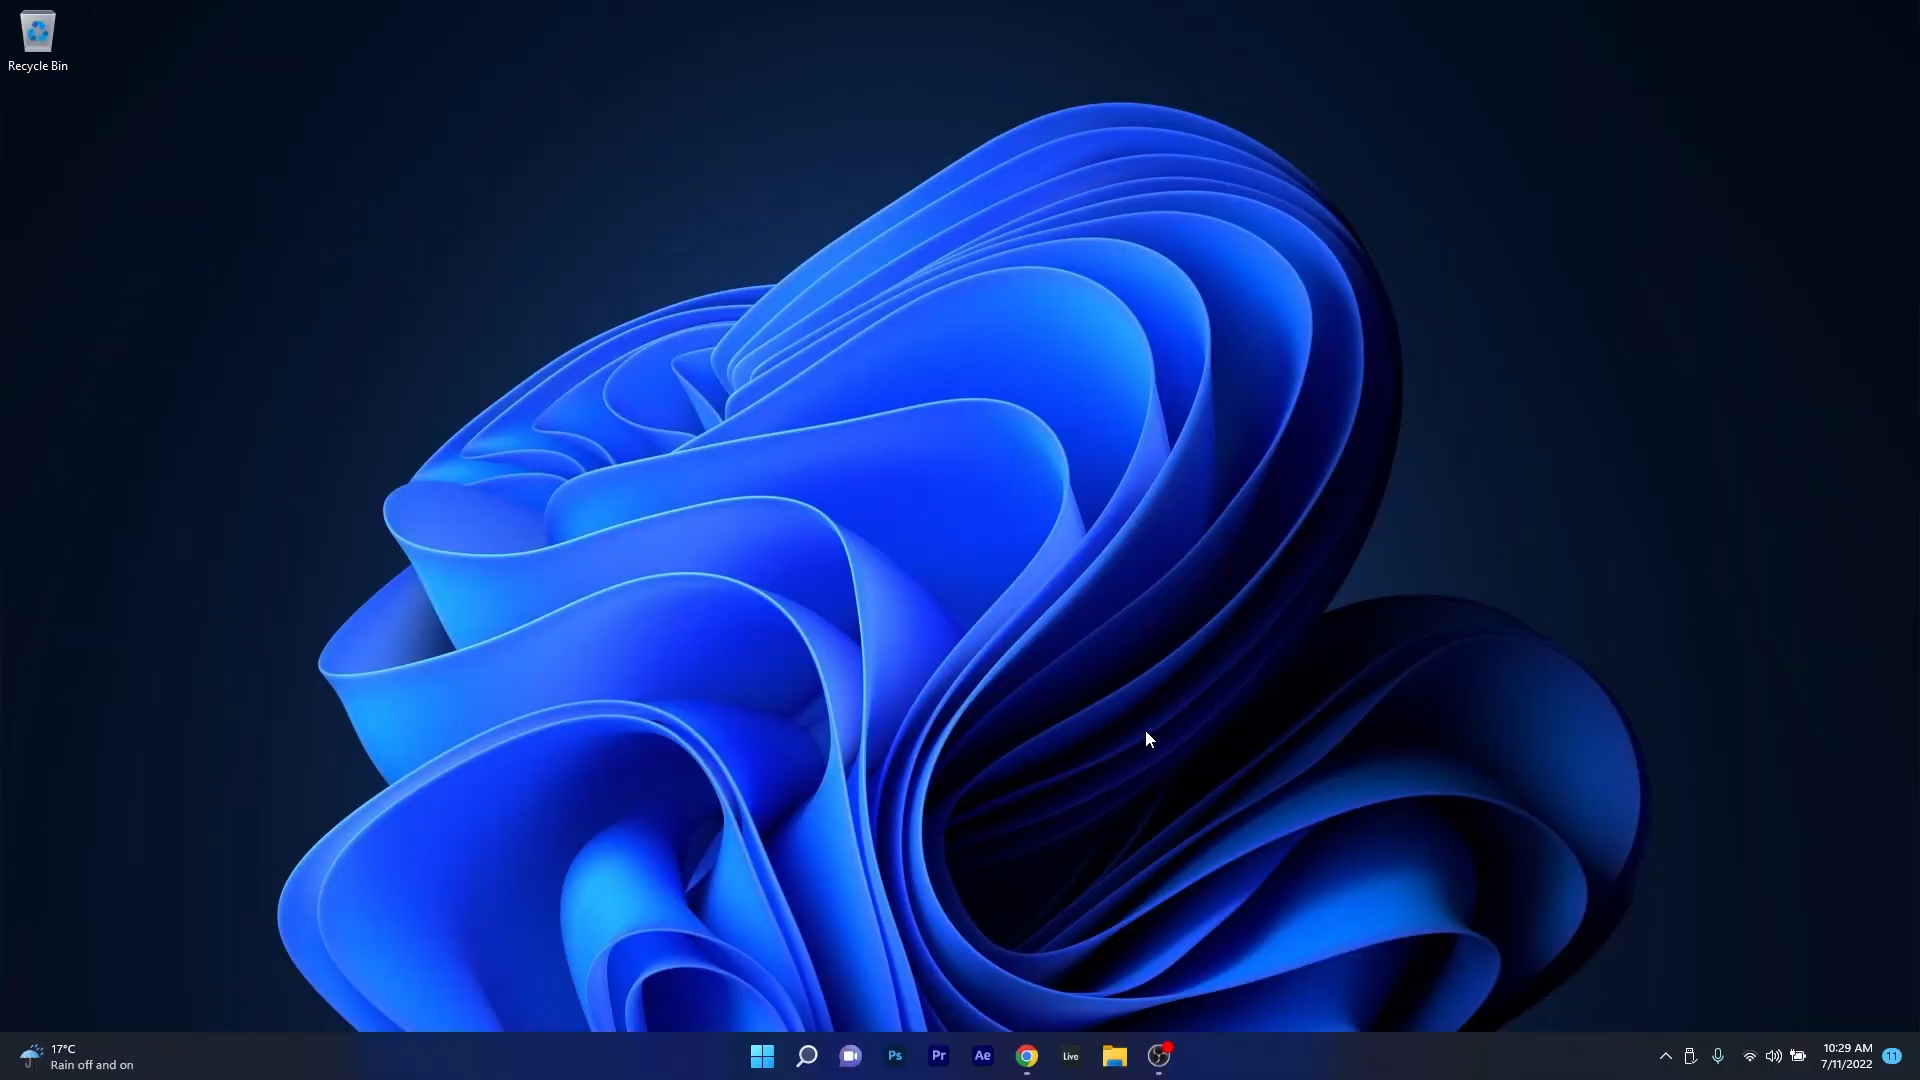 Recycle Bin
17°C
Rain off and on
Ps
Pr
Ae
Live
10:29 AM
7/11/2022
11